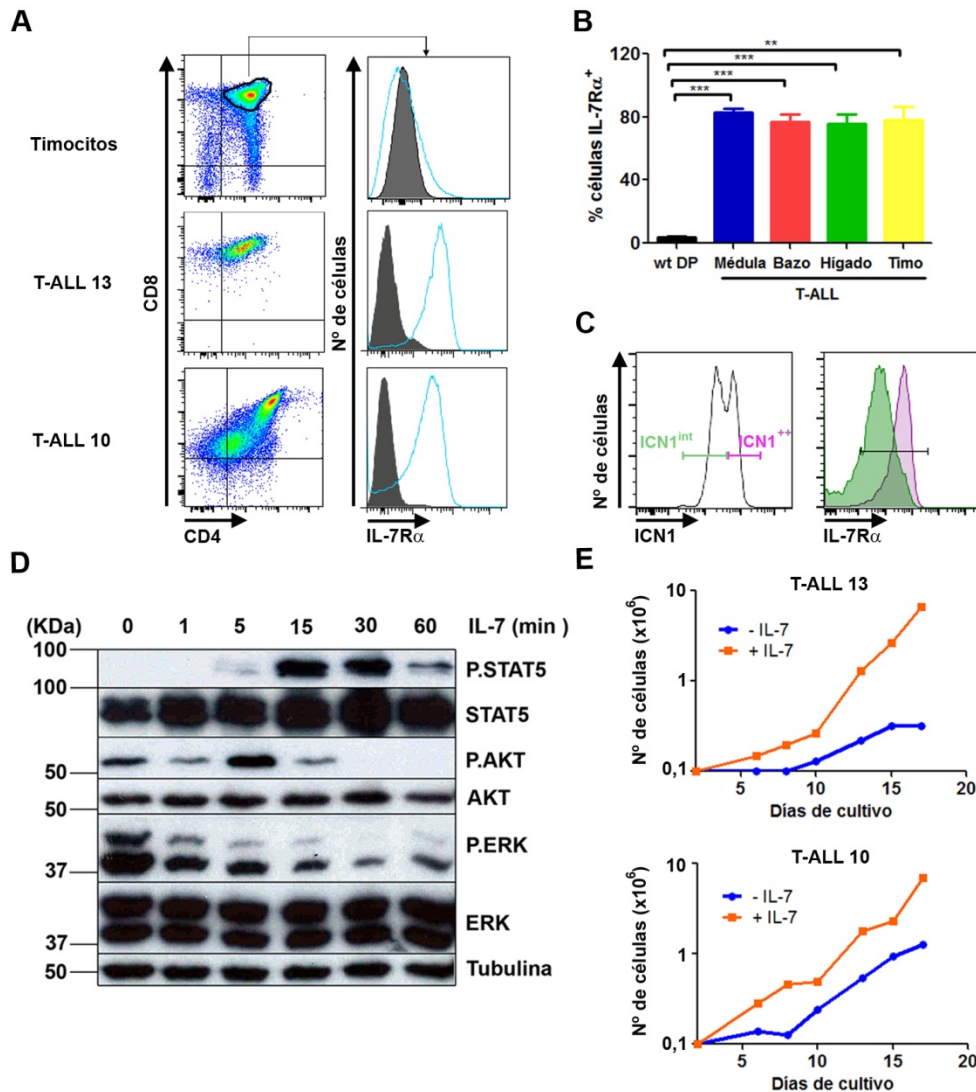 A
Timocitos
T-ALL 13
T-ALL 10
CD8
CD4
Nº de células
IL-7Rα
B
% células IL-7Rα⁺
120
80
40
0
**
***
***
***
wt DP
Médula
Bazo
Hígado
Timo
T-ALL
C
Nº de células
ICN1ⁱⁿᵗ
ICN1⁺⁺
ICN1
IL-7Rα
D
(KDa)
0 1 5 15 30 60
IL-7 (min )
100
P.STAT5
100
STAT5
P.AKT
50
AKT
50
P.ERK
37
ERK
37
Tubulina
50
E
T-ALL 13
Nº de células (x10⁶)
10
1
0,1
- IL-7
+ IL-7
5 10 15 20
Días de cultivo
T-ALL 10
Nº de células (x10⁶)
10
1
0,1
- IL-7
+ IL-7
5 10 15 20
Días de cultivo